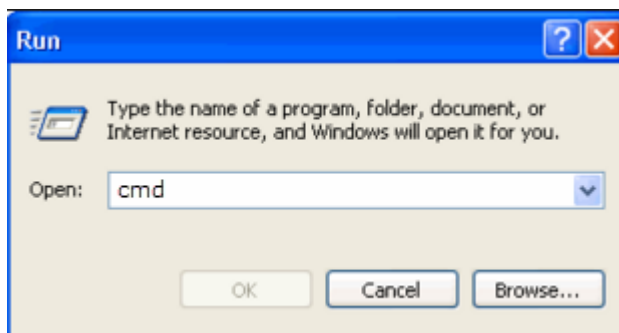 Run
Type the name of a program, folder, document, or
Internet resource, and Windows will open it for you.
Open: cmd
OK Cancel Browse...